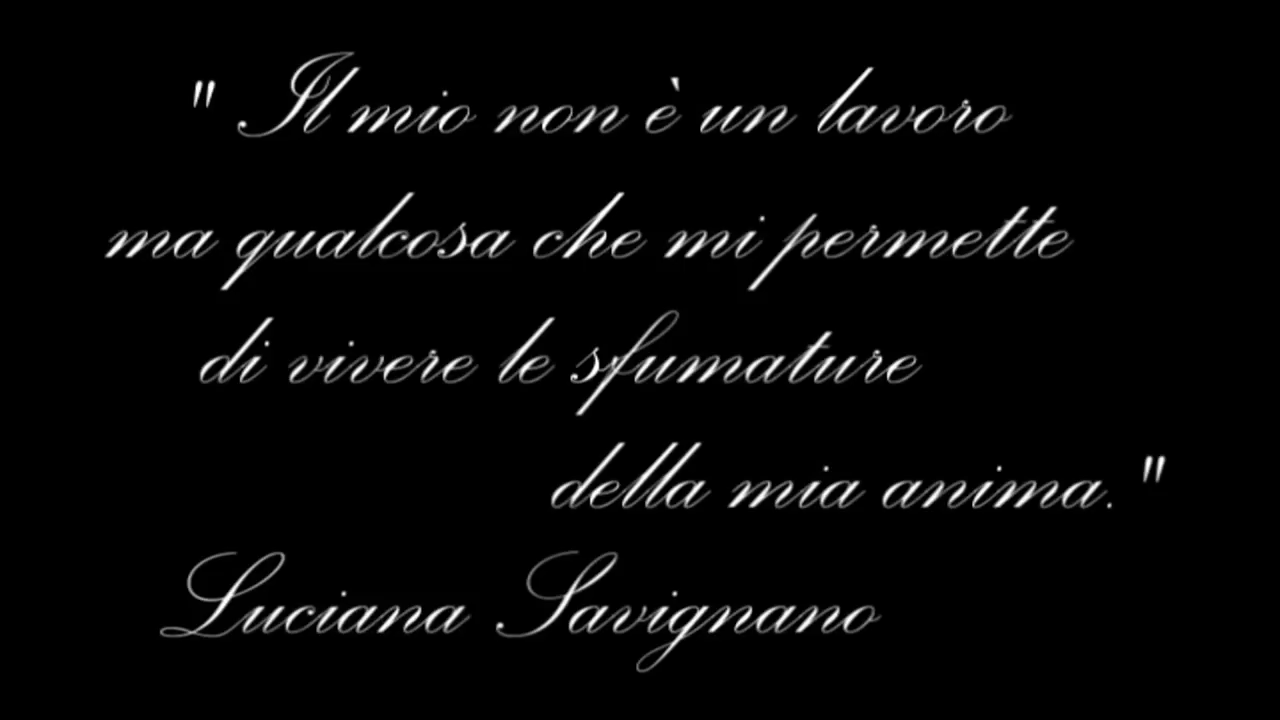 " Il mio non è un lavoro
ma qualcosa che mi permette
di vivere le sfumature
della mia anima."
Luciana Savignano